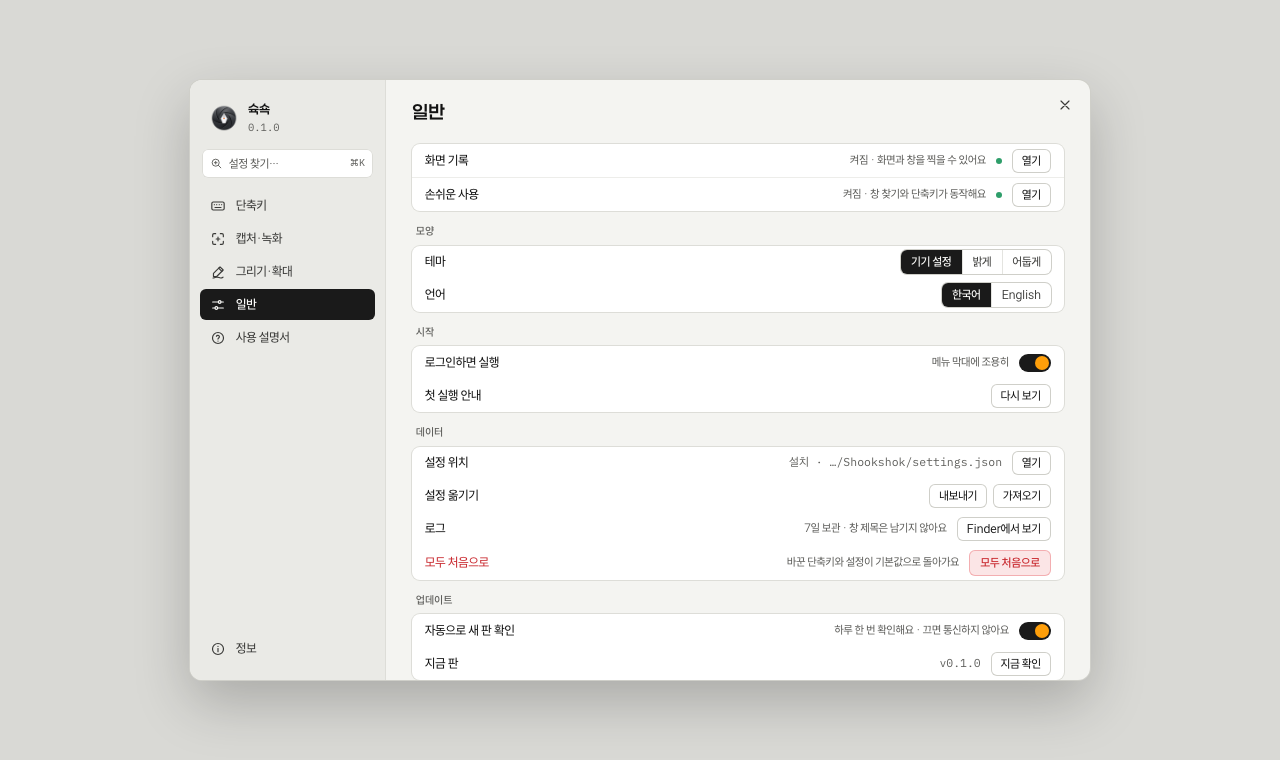 슉쇽
0.1.0
설정 찾기…
⌘K
단축키
캡처·녹화
그리기·확대
일반
사용 설명서
정보
일반
화면 기록 켜짐 · 화면과 창을 찍을 수 있어요 열기
손쉬운 사용 켜짐 · 창 찾기와 단축키가 동작해요 열기
모양
테마 기기 설정 밝게 어둡게
언어 한국어 English
시작
로그인하면 실행 메뉴 막대에 조용히
첫 실행 안내 다시 보기
데이터
설정 위치 설치 · …/Shookshok/settings.json 열기
설정 옮기기 내보내기 가져오기
로그 7일 보관 · 창 제목은 남기지 않아요 Finder에서 보기
모두 처음으로 바꾼 단축키와 설정이 기본값으로 돌아가요 모두 처음으로
업데이트
자동으로 새 판 확인 하루 한 번 확인해요 · 끄면 통신하지 않아요
지금 판 v0.1.0 지금 확인